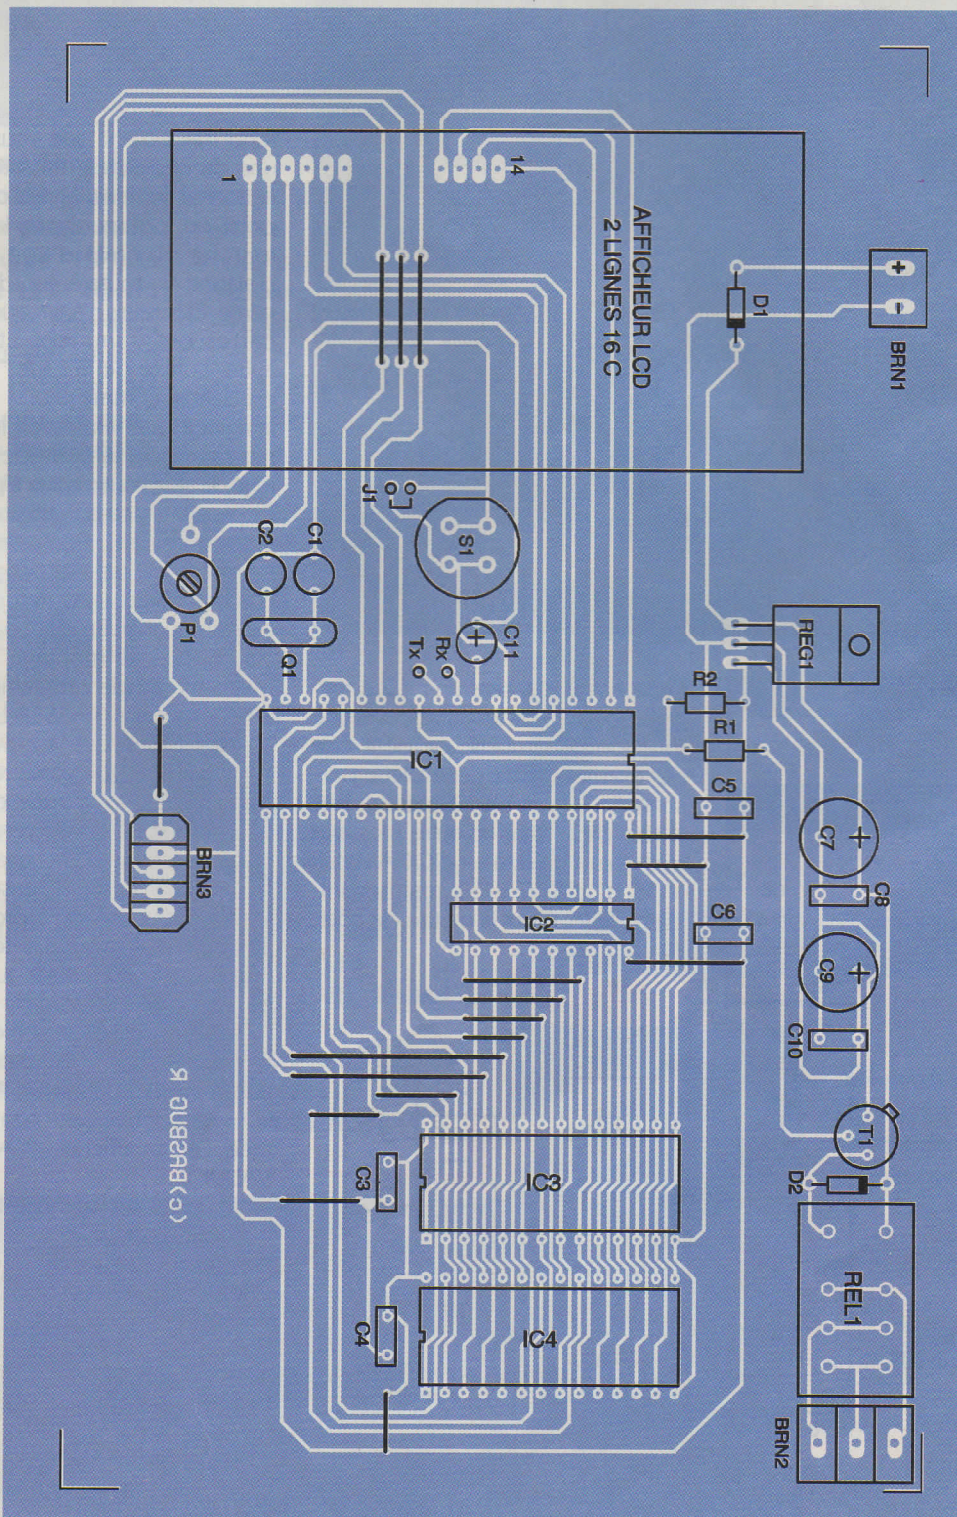 14
1
AFFICHEUR LCD
2 LIGNES 16 C
D1
+
-
BRN1
J1
S1
C2
C1
P1
Q1
Tx
Rx
C11
+
REG1
R2
R1
IC1
C5
C7
+
C8
BRN3
IC2
C6
C9
+
C10
(c)BASBUG R
T1
D2
C3
IC3
REL1
C4
IC4
BRN2